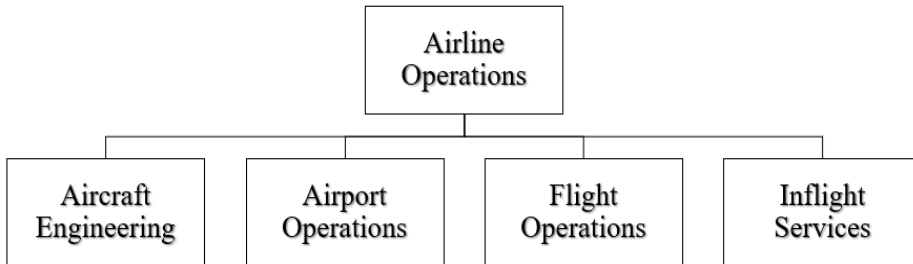 Airline
Operations
Aircraft
Engineering
Airport
Operations
Flight
Operations
Inflight
Services